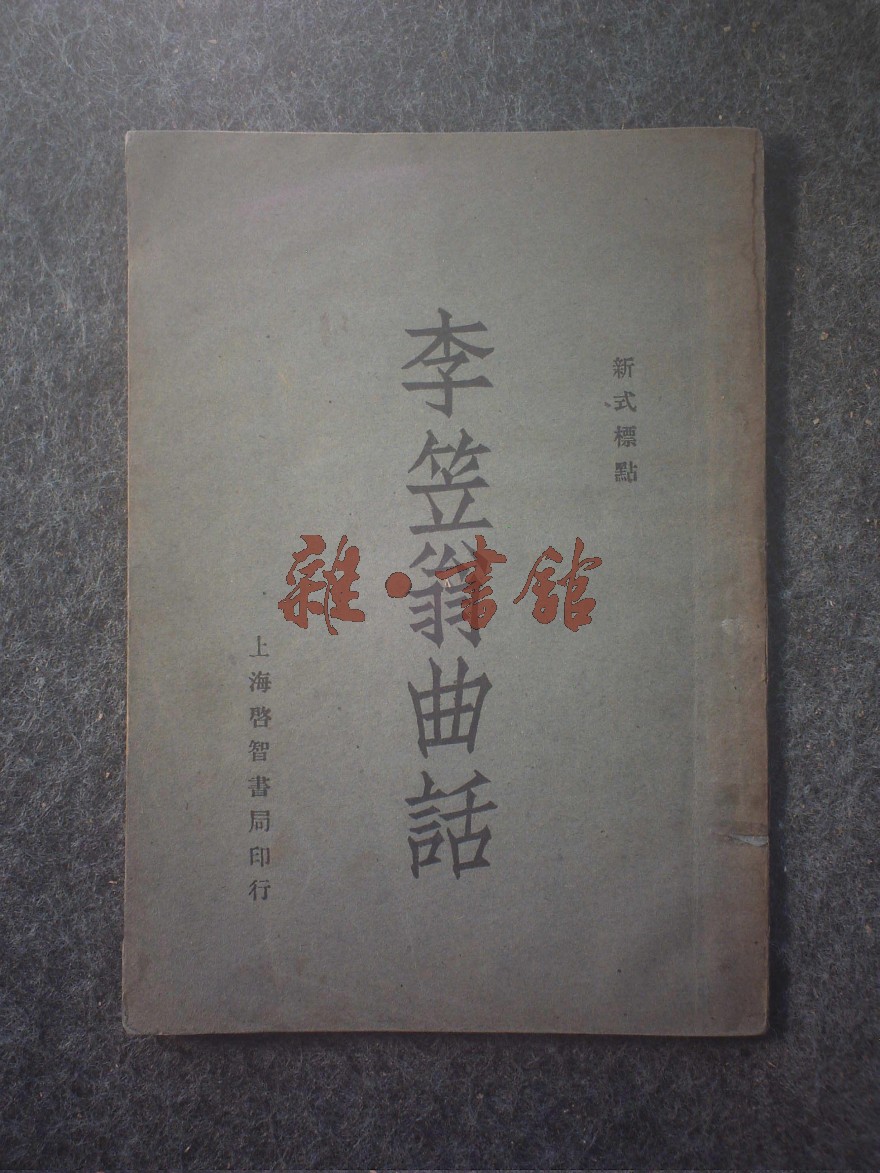 新式標點
李笠翁曲話
上海啓智書局印行
雜·書館